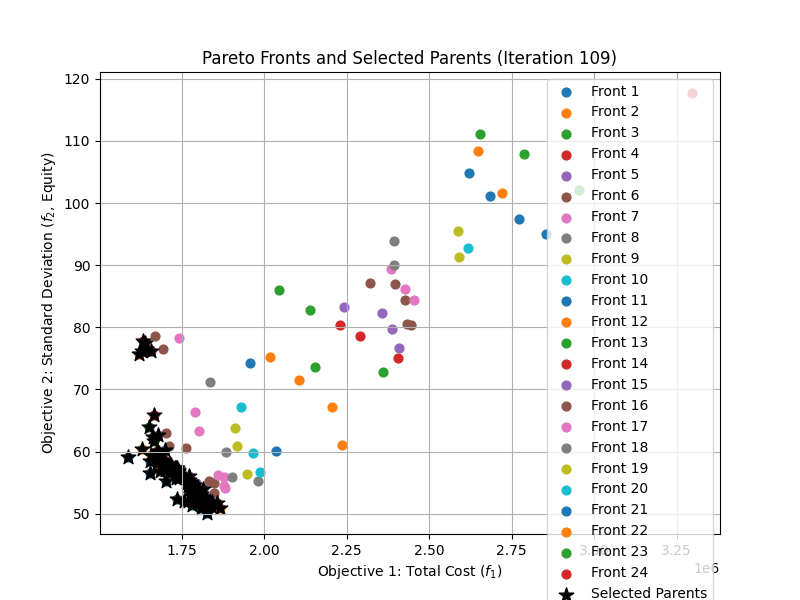 Pareto Fronts and Selected Parents (Iteration 109)
Objective 2: Standard Deviation (f₂, Equity)
120
110
100
90
80
70
60
50
1.75
2.00
2.25
2.50
2.75
3.00
3.25
1e6
Objective 1: Total Cost (f₁)
Front 1
Front 2
Front 3
Front 4
Front 5
Front 6
Front 7
Front 8
Front 9
Front 10
Front 11
Front 12
Front 13
Front 14
Front 15
Front 16
Front 17
Front 18
Front 19
Front 20
Front 21
Front 22
Front 23
Front 24
Selected Parents